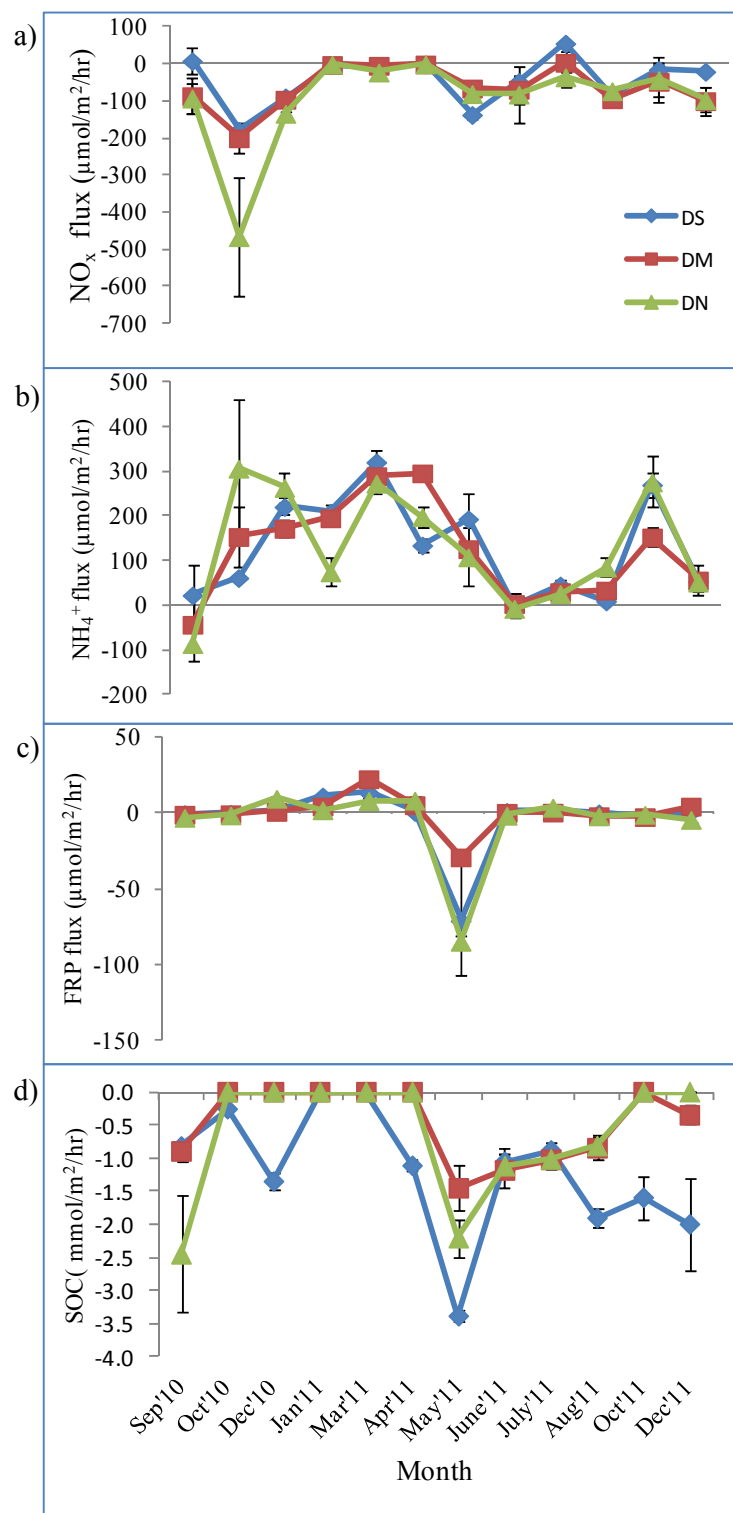 a)
NOₓ flux (µmol/m²/hr)
100
0
-100
-200
-300
-400
-500
-600
-700
DS
DM
DN
b)
NH₄⁺ flux (µmol/m²/hr)
500
400
300
200
100
0
-100
-200
c)
FRP flux (µmol/m²/hr)
50
0
-50
-100
-150
d)
SOC( mmol/m²/hr)
0.0
-0.5
-1.0
-1.5
-2.0
-2.5
-3.0
-3.5
-4.0
Sep'10
Oct'10
Dec'10
Jan'11
Mar'11
Apr'11
May'11
June'11
July'11
Aug'11
Oct'11
Dec'11
Month